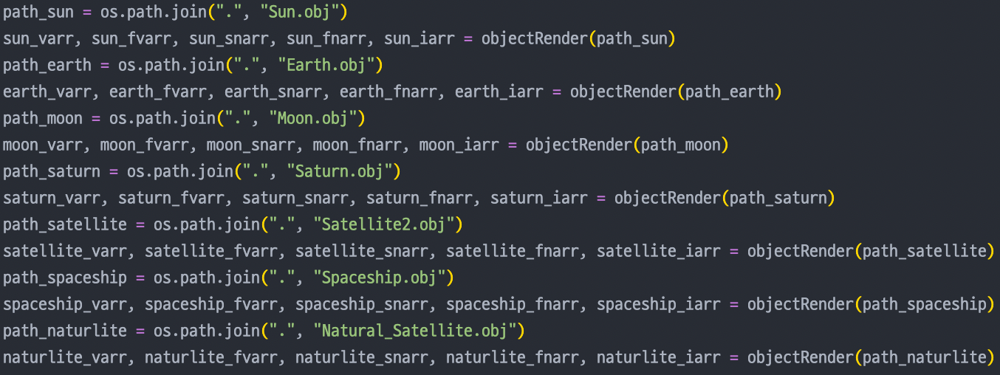 path_sun = os.path.join(".", "Sun.obj")
sun_varr, sun_fvarr, sun_snarr, sun_fnarr, sun_iarr = objectRender(path_sun)
path_earth = os.path.join(".", "Earth.obj")
earth_varr, earth_fvarr, earth_snarr, earth_fnarr, earth_iarr = objectRender(path_earth)
path_moon = os.path.join(".", "Moon.obj")
moon_varr, moon_fvarr, moon_snarr, moon_fnarr, moon_iarr = objectRender(path_moon)
path_saturn = os.path.join(".", "Saturn.obj")
saturn_varr, saturn_fvarr, saturn_snarr, saturn_fnarr, saturn_iarr = objectRender(path_saturn)
path_satellite = os.path.join(".", "Satellite2.obj")
satellite_varr, satellite_fvarr, satellite_snarr, satellite_fnarr, satellite_iarr = objectRender(path_satellite)
path_spaceship = os.path.join(".", "Spaceship.obj")
spaceship_varr, spaceship_fvarr, spaceship_snarr, spaceship_fnarr, spaceship_iarr = objectRender(path_spaceship)
path_naturlite = os.path.join(".", "Natural_Satellite.obj")
naturlite_varr, naturlite_fvarr, naturlite_snarr, naturlite_fnarr, naturlite_iarr = objectRender(path_naturlite)